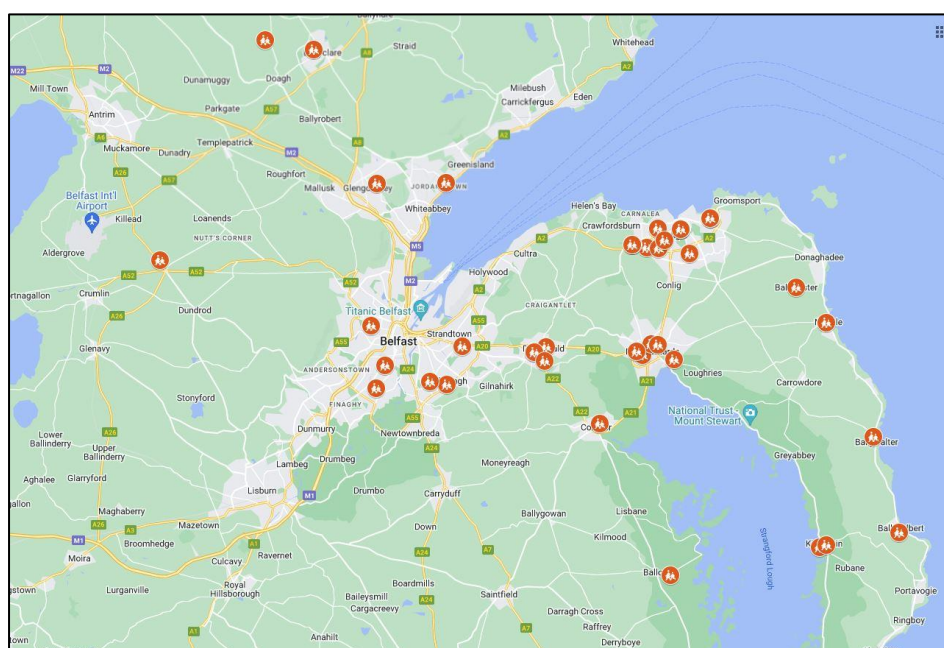 Straid
Whitehead
M22
M2
A8
A2
Doagh
Dunamuggy
Mill Town
Milebush
Carrickfergus
Eden
Parkgate
A57
Antrim
Ballyrobert
A6
Templepatrick
A8
A2
Muckamore
Dunadry
M2
Greenisland
A26
A57
Roughfort
Mallusk
Whiteabbey
Helen's Bay
CARNALEA
Groomsport
Belfast Int'l
Airport
Killead
Loanends
Crawfordsburn
A2
NUTT'S CORNER
M5
A2
Aldergrove
Cultra
Donaghadee
A52
A52
A52
M2
Holywood
A2
Conlig
Crumlin
Dundrod
Titanic Belfast
CRAIGANTLET
A26
A55
Strandtown
Belfast
A55
A20
A20
Glenavy
A24
A21
Loughries
ANDERSONSTOWN
Gilnahirk
A22
Carrowdore
Stonyford
FINAGHY
A22
A21
National Trust -
Mount Stewart
Lower
Ballinderry
A26
Dunmurry
A55
Newtownbreda
Upper
Ballinderry
A24
Drumbeg
Greyabbey
Aghalee
Glarryford
Lambeg
Moneyreagh
M1
Lisburn
Drumbo
Carryduff
Lisbane
Maghaberry
Ballygowan
A26
A3
Mazetown
Down
M1
Broomhedge
A1
Kilmood
Ravernet
A24
A7
Strangford Lough
Moira
Culcavy
Rubane
Lurganville
Royal
Hillsborough
Boardmills
Saintfield
Portavogie
Baileysmill
A24
Cargacreevy
Darragh Cross
A1
Raffrey
A7
Ringboy
Anahilt
Derryboye